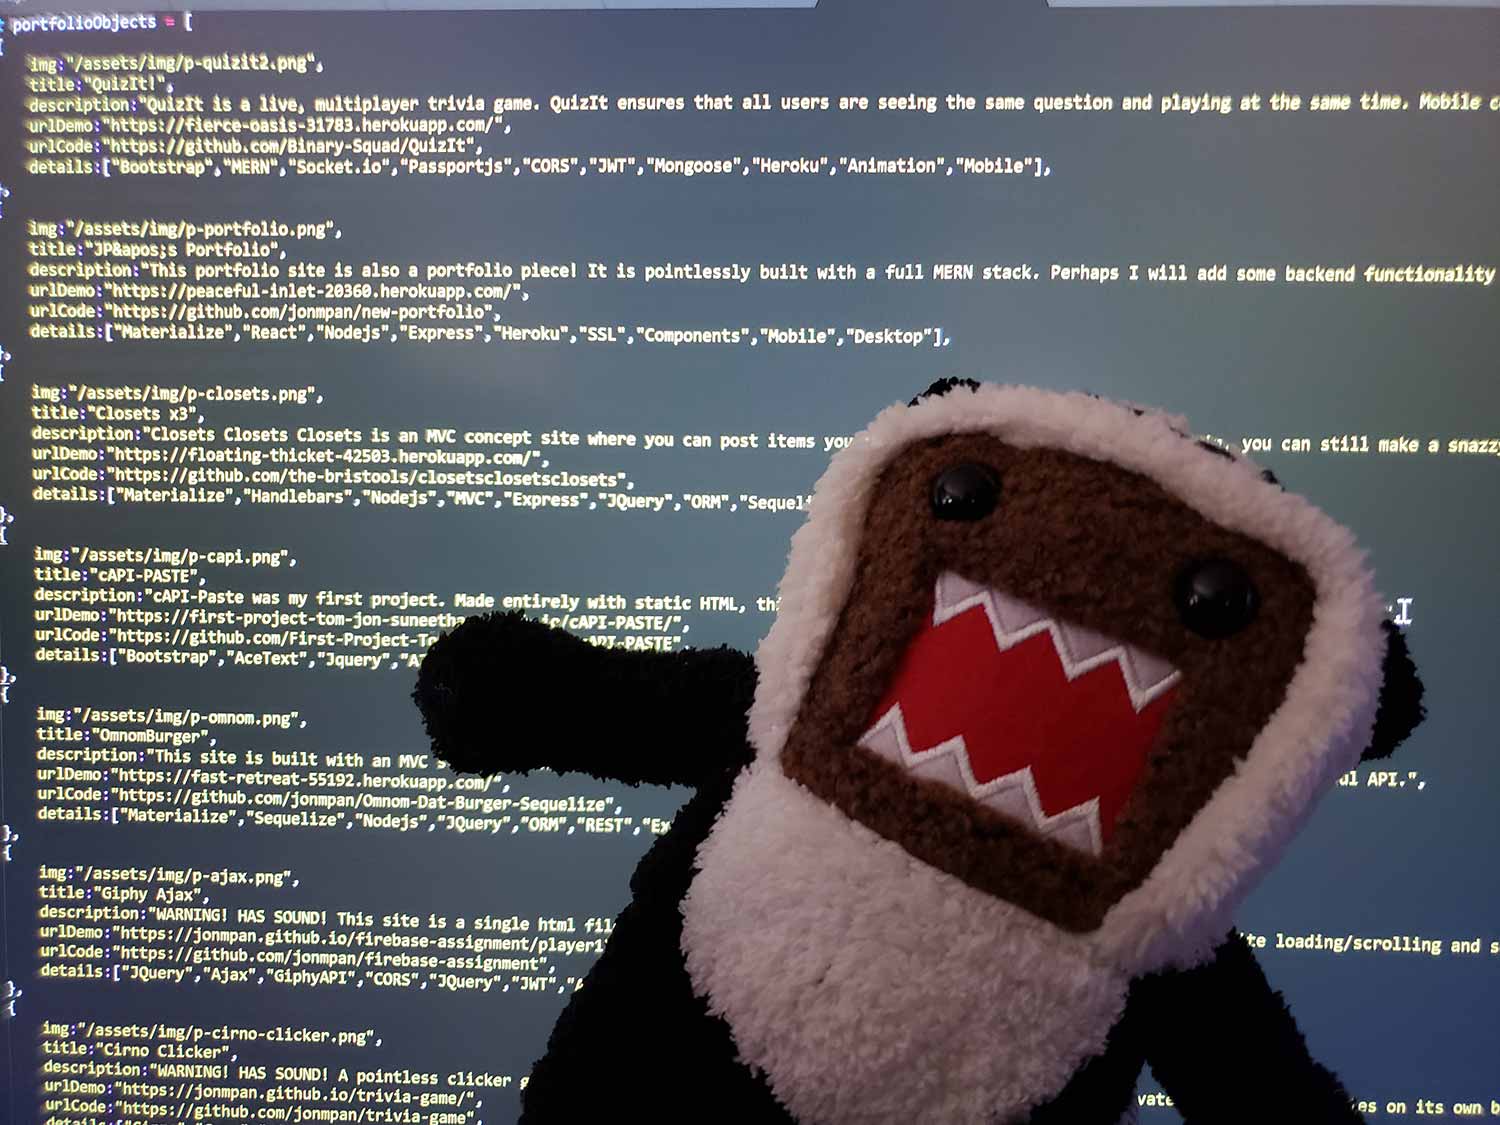 portfolioObjects = [
{
img:"/assets/img/p-quizit2.png",
title:"QuizIt!",
description:"QuizIt is a live, multiplayer trivia game. QuizIt ensures that all users are seeing the same question and playing at the same time. Mobile
urlDemo:"https://fierce-oasis-31783.herokuapp.com/",
urlCode:"https://github.com/Binary-Squad/QuizIt",
details:["Bootstrap","MERN","Socket.io","Passportjs","CORS","JWT","Mongoose","Heroku","Animation","Mobile"],
},
{
img:"/assets/img/p-portfolio.png",
title:"JP&apos;s Portfolio",
description:"This portfolio site is also a portfolio piece! It is pointlessly built with a full MERN stack. Perhaps I will add some backend functionality
urlDemo:"https://peaceful-inlet-20360.herokuapp.com/",
urlCode:"https://github.com/jonmpan/new-portfolio",
details:["Materialize","React","Nodejs","Express","Heroku","SSL","Components","Mobile","Desktop"],
},
{
img:"/assets/img/p-closets.png",
title:"Closets x3",
description:"Closets Closets Closets is an MVC concept site where you can post items you you can still make a snazzy
urlDemo:"https://floating-thicket-42503.herokuapp.com/",
urlCode:"https://github.com/the-bristools/closetsclosetsclosets",
details:["Materialize","Handlebars","Nodejs","MVC","Express","JQuery","ORM","Sequeli
},
{
img:"/assets/img/p-capi.png",
title:"cAPI-PASTE",
description:"cAPI-Paste was my first project. Made entirely with static HTML, thi
urlDemo:"https://first-project-tom-jon-suneetha io/cAPI-PASTE/",
urlCode:"https://github.com/First-Project-To cAPI-PASTE",
details:["Bootstrap","AceText","Jquery","A
},
{
img:"/assets/img/p-omnom.png",
title:"OmnomBurger",
description:"This site is built with an MVC s ul API.",
urlDemo:"https://fast-retreat-55192.herokuapp.com/",
urlCode:"https://github.com/jonmpan/Omnom-Dat-Burger-Sequelize",
details:["Materialize","Sequelize","Nodejs","JQuery","ORM","REST","Ex
},
{
img:"/assets/img/p-ajax.png",
title:"Giphy Ajax",
description:"WARNING! HAS SOUND! This site is a single html fil te loading/scrolling and s
urlDemo:"https://jonmpan.github.io/firebase-assignment/player1
urlCode:"https://github.com/jonmpan/firebase-assignment",
details:["JQuery","Ajax","GiphyAPI","CORS","JQuery","JWT","
},
{
img:"/assets/img/p-cirno-clicker.png",
title:"Cirno Clicker",
description:"WARNING! HAS SOUND! A pointless clicker g vate es on its own b
urlDemo:"https://jonmpan.github.io/trivia-game/",
urlCode:"https://github.com/jonmpan/trivia-game"